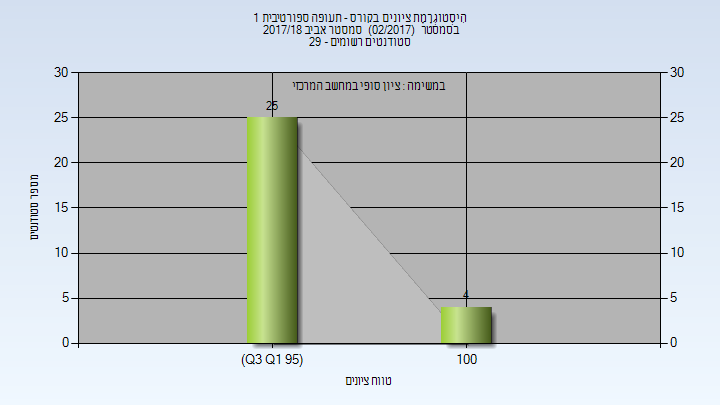 היסטוגרמת ציונים בקורס - תעופה ספורטיבית 1
בסמסטר (02/2017) סמסטר אביב 2017/18
סטודנטים רשומים - 29
במשימה : ציון סופי במחשב המרכזי
30 30
25 25
25
20 20
15 15
10 10
5 5
4
0 0
מספר סטודנטים
(Q3 Q1 95) 100
טווח ציונים